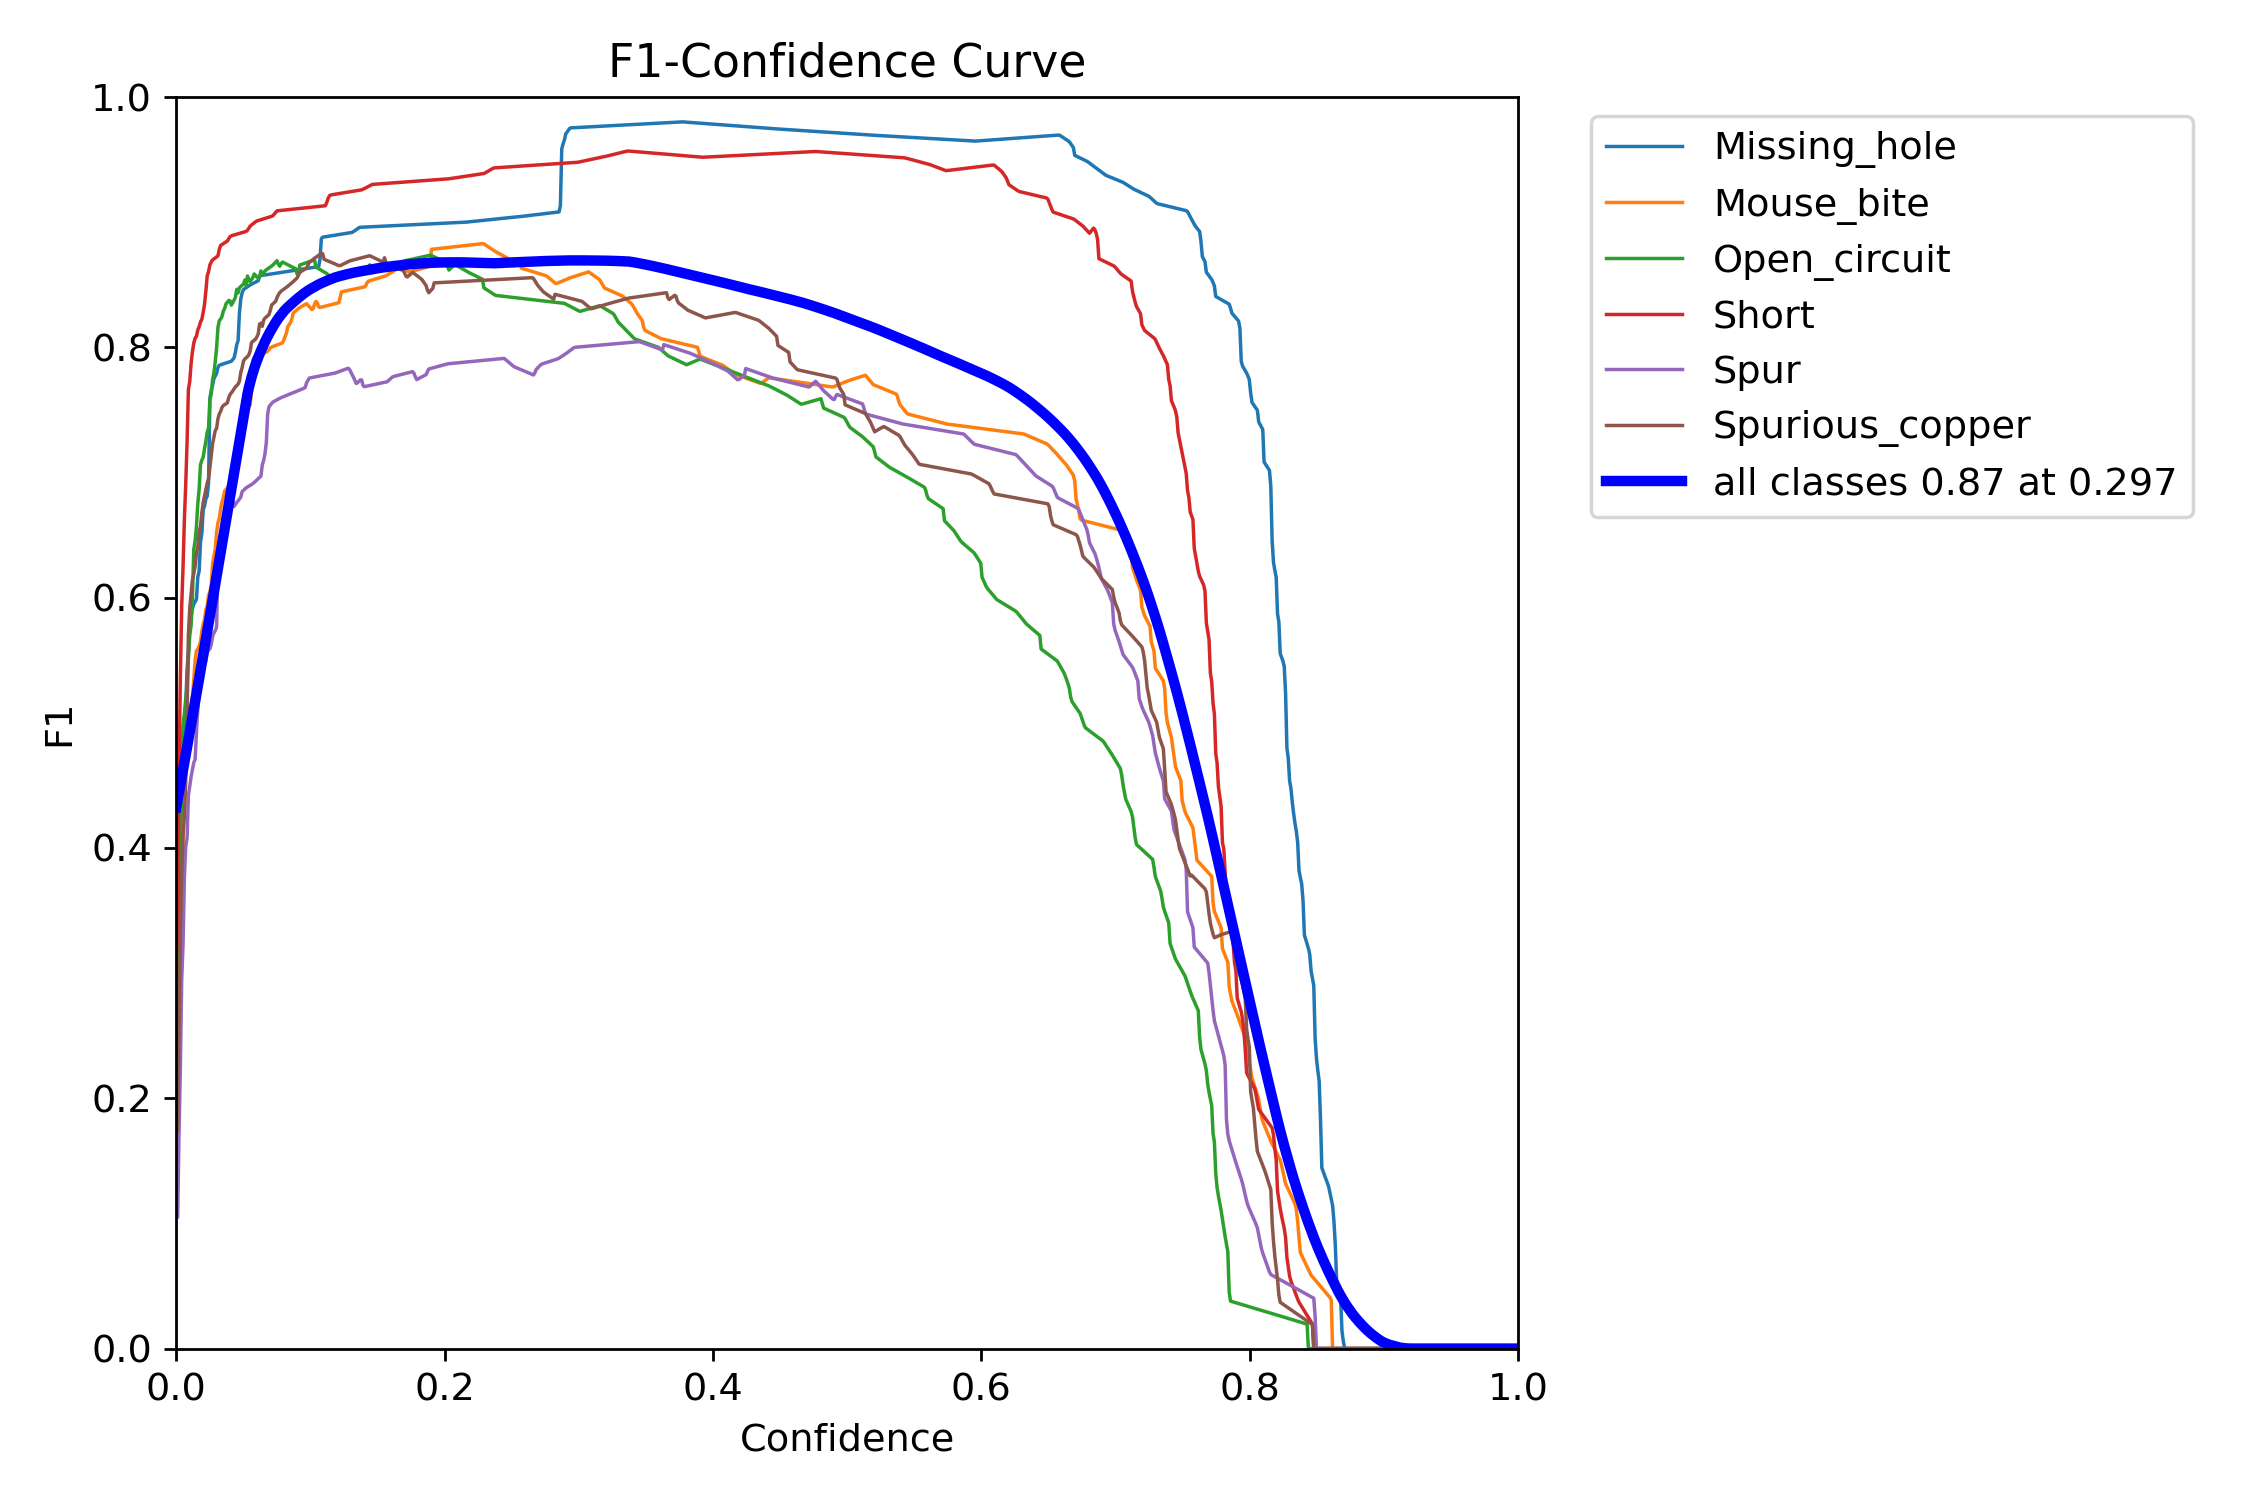 F1-Confidence Curve
1.0
0.8
0.6
0.4
0.2
0.0
F1
0.0 0.2 0.4 0.6 0.8 1.0
Confidence
Missing_hole
Mouse_bite
Open_circuit
Short
Spur
Spurious_copper
all classes 0.87 at 0.297